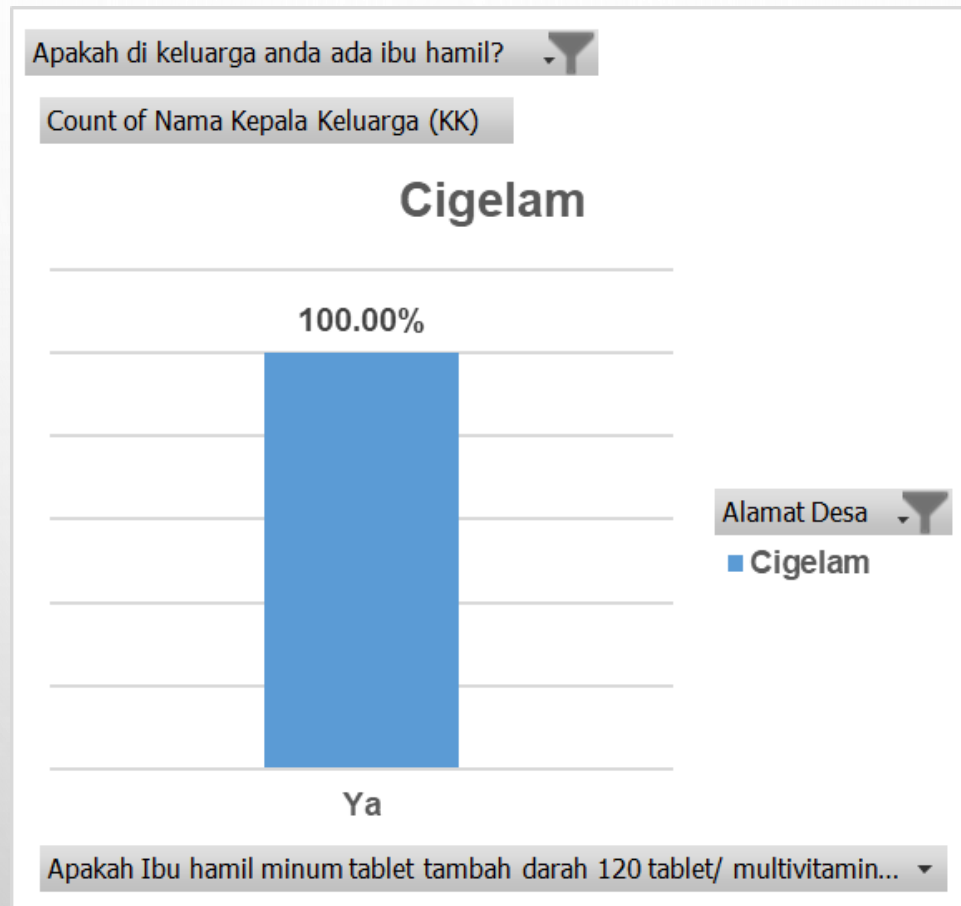 Apakah di keluarga anda ada ibu hamil?
Count of Nama Kepala Keluarga (KK)
Cigelam
100.00%
Alamat Desa
Cigelam
Ya
Apakah Ibu hamil minum tablet tambah darah 120 tablet/ multivitamin...